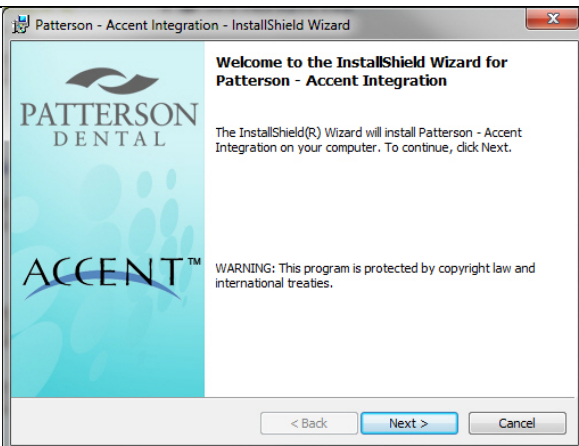 Patterson - Accent Integration - InstallShield Wizard
Welcome to the InstallShield Wizard for
Patterson - Accent Integration
PATTERSON
DENTAL
The InstallShield(R) Wizard will install Patterson - Accent
Integration on your computer. To continue, click Next.
ACCENT™
WARNING: This program is protected by copyright law and
international treaties.
< Back
Next >
Cancel